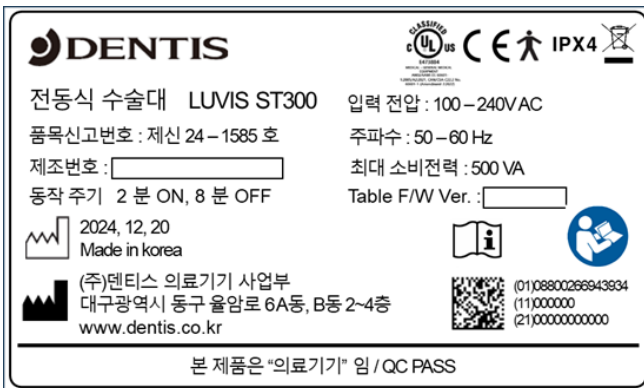 DENTIS
CLASSIFIED
UL US CE IPX4
전동식 수술대 LUVIS ST300
품목신고번호 : 제신 24 – 1585 호
제조번호 :
동작 주기 2 분 ON, 8 분 OFF
입력 전압 : 100 – 240V AC
주파수 : 50 – 60 Hz
최대 소비전력 : 500 VA
Table F/W Ver. :
2024, 12, 20
Made in korea
(주)덴티스 의료기기 사업부
대구광역시 동구 율암로 6A동, B동 2~4층
www.dentis.co.kr
i
(01)08800266943934
(11)000000
(21)00000000000
본 제품은 “의료기기” 임 / QC PASS